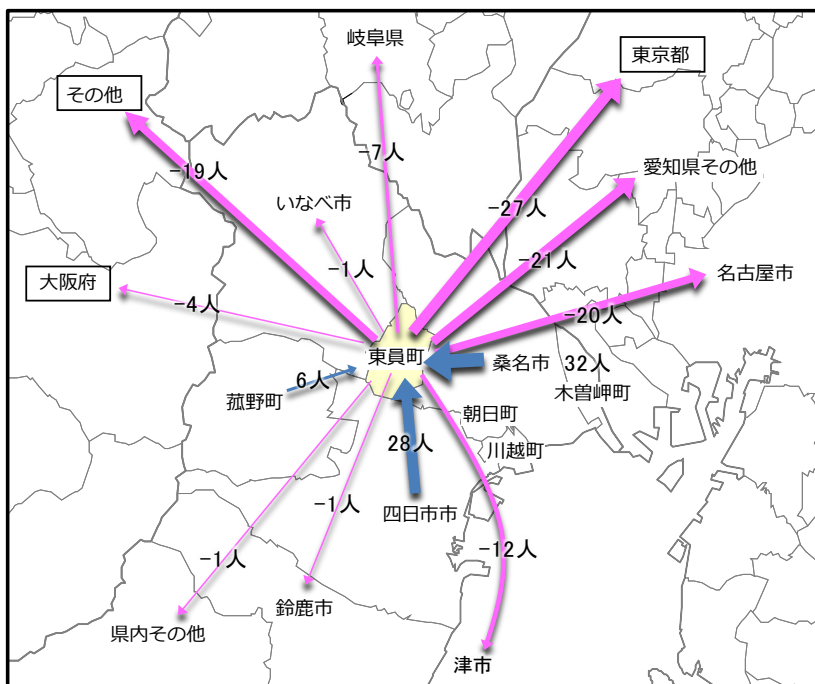 岐阜県
東京都
その他
-7人
-19人
愛知県その他
いなべ市
-27人
-21人
名古屋市
大阪府
-1人
-4人
-20人
東員町
桑名市
32人
6人
木曽岬町
菰野町
朝日町
28人
川越町
-1人
四日市市
-12人
-1人
鈴鹿市
県内その他
津市